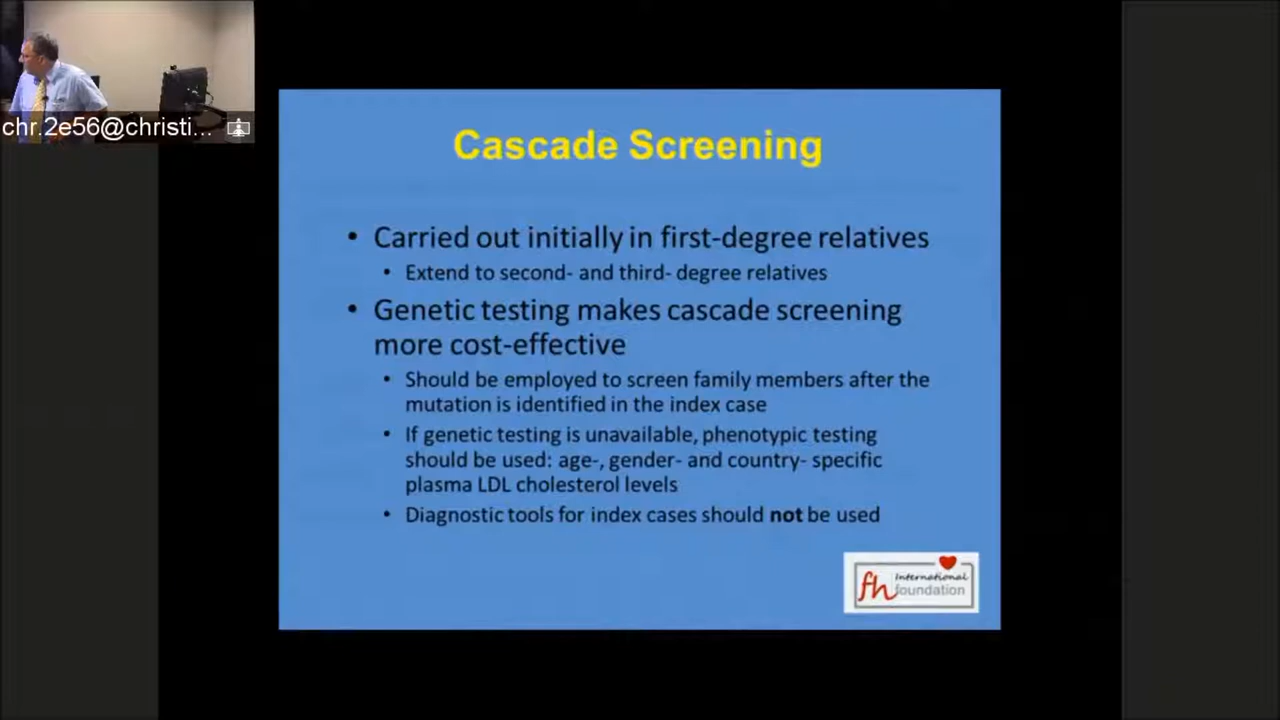 chr.2e56@christi...
Cascade Screening
• Carried out initially in first-degree relatives
• Extend to second- and third- degree relatives
• Genetic testing makes cascade screening
more cost-effective
• Should be employed to screen family members after the
mutation is identified in the index case
• If genetic testing is unavailable, phenotypic testing
should be used: age-, gender- and country- specific
plasma LDL cholesterol levels
• Diagnostic tools for index cases should not be used
fh International
foundation